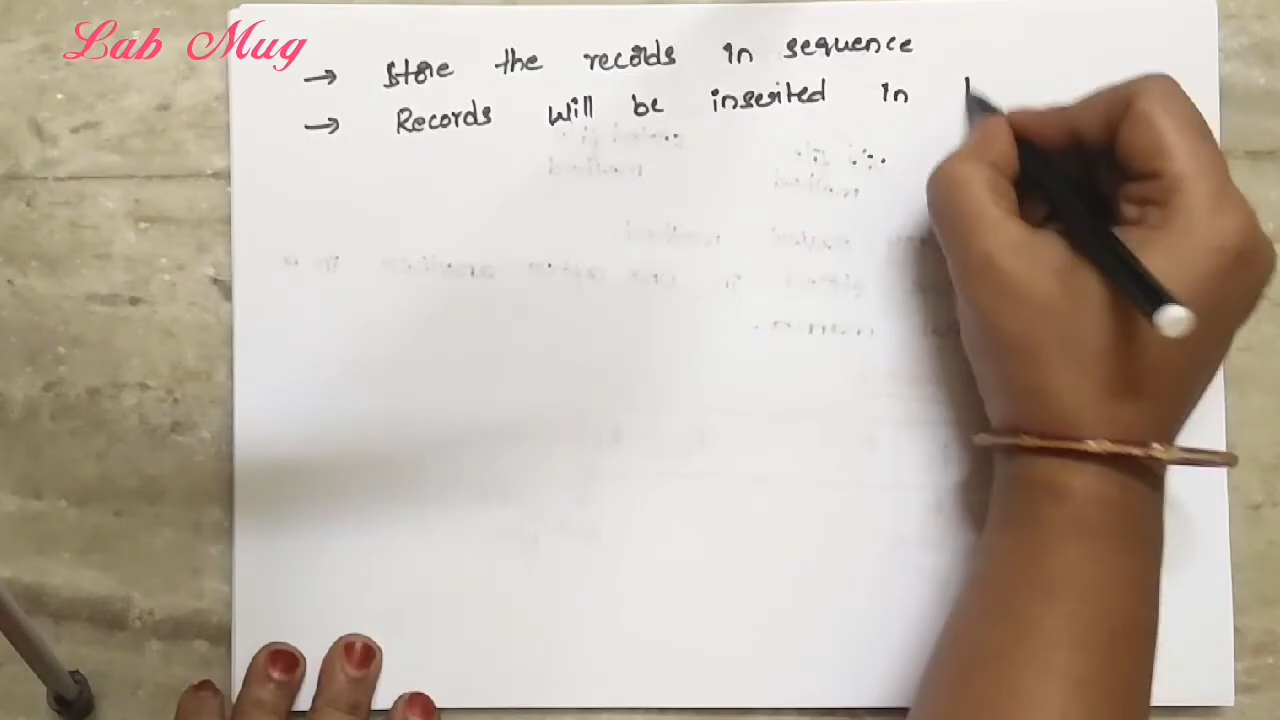 Lab Mug
→ Store the records in sequence
→ Records will be inserted in